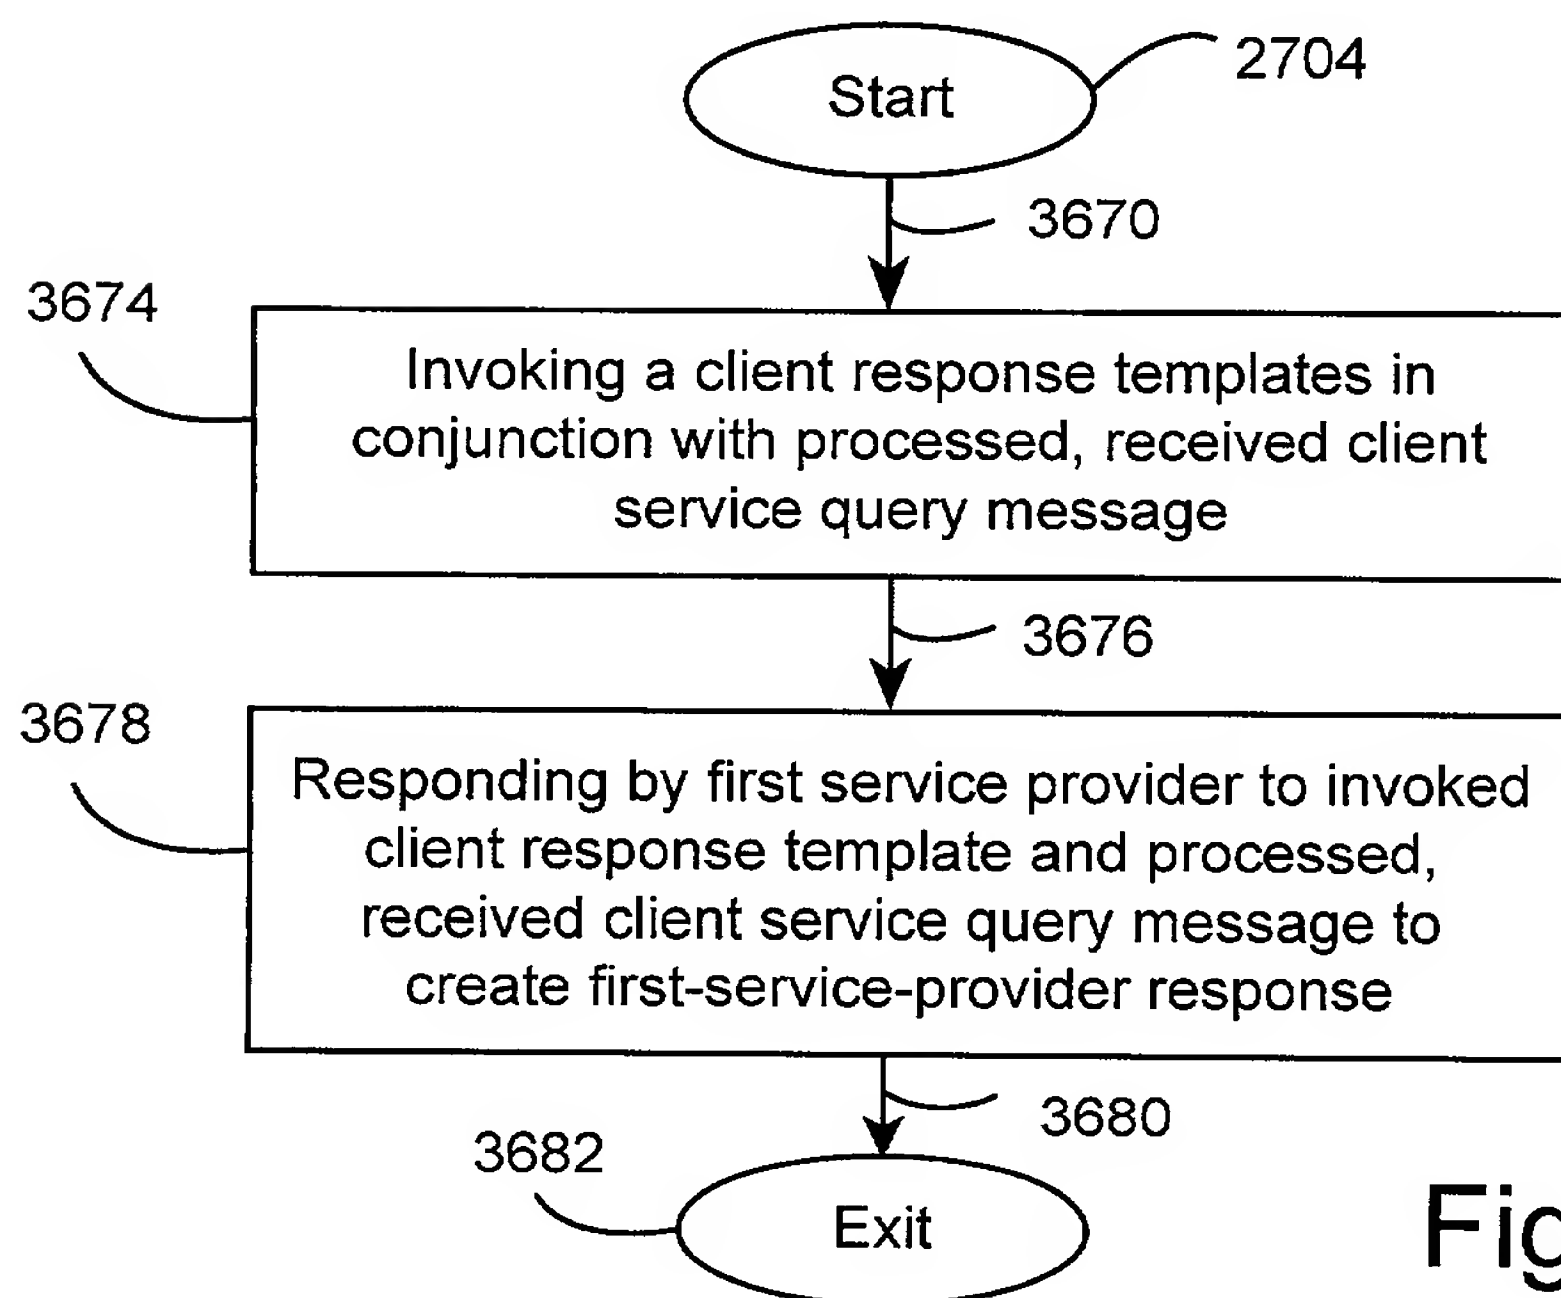 Start
2704
3670
3674
Invoking a client response templates in
conjunction with processed, received client
service query message
3676
3678
Responding by first service provider to invoked
client response template and processed,
received client service query message to
create first-service-provider response
3680
3682
Exit
Fig